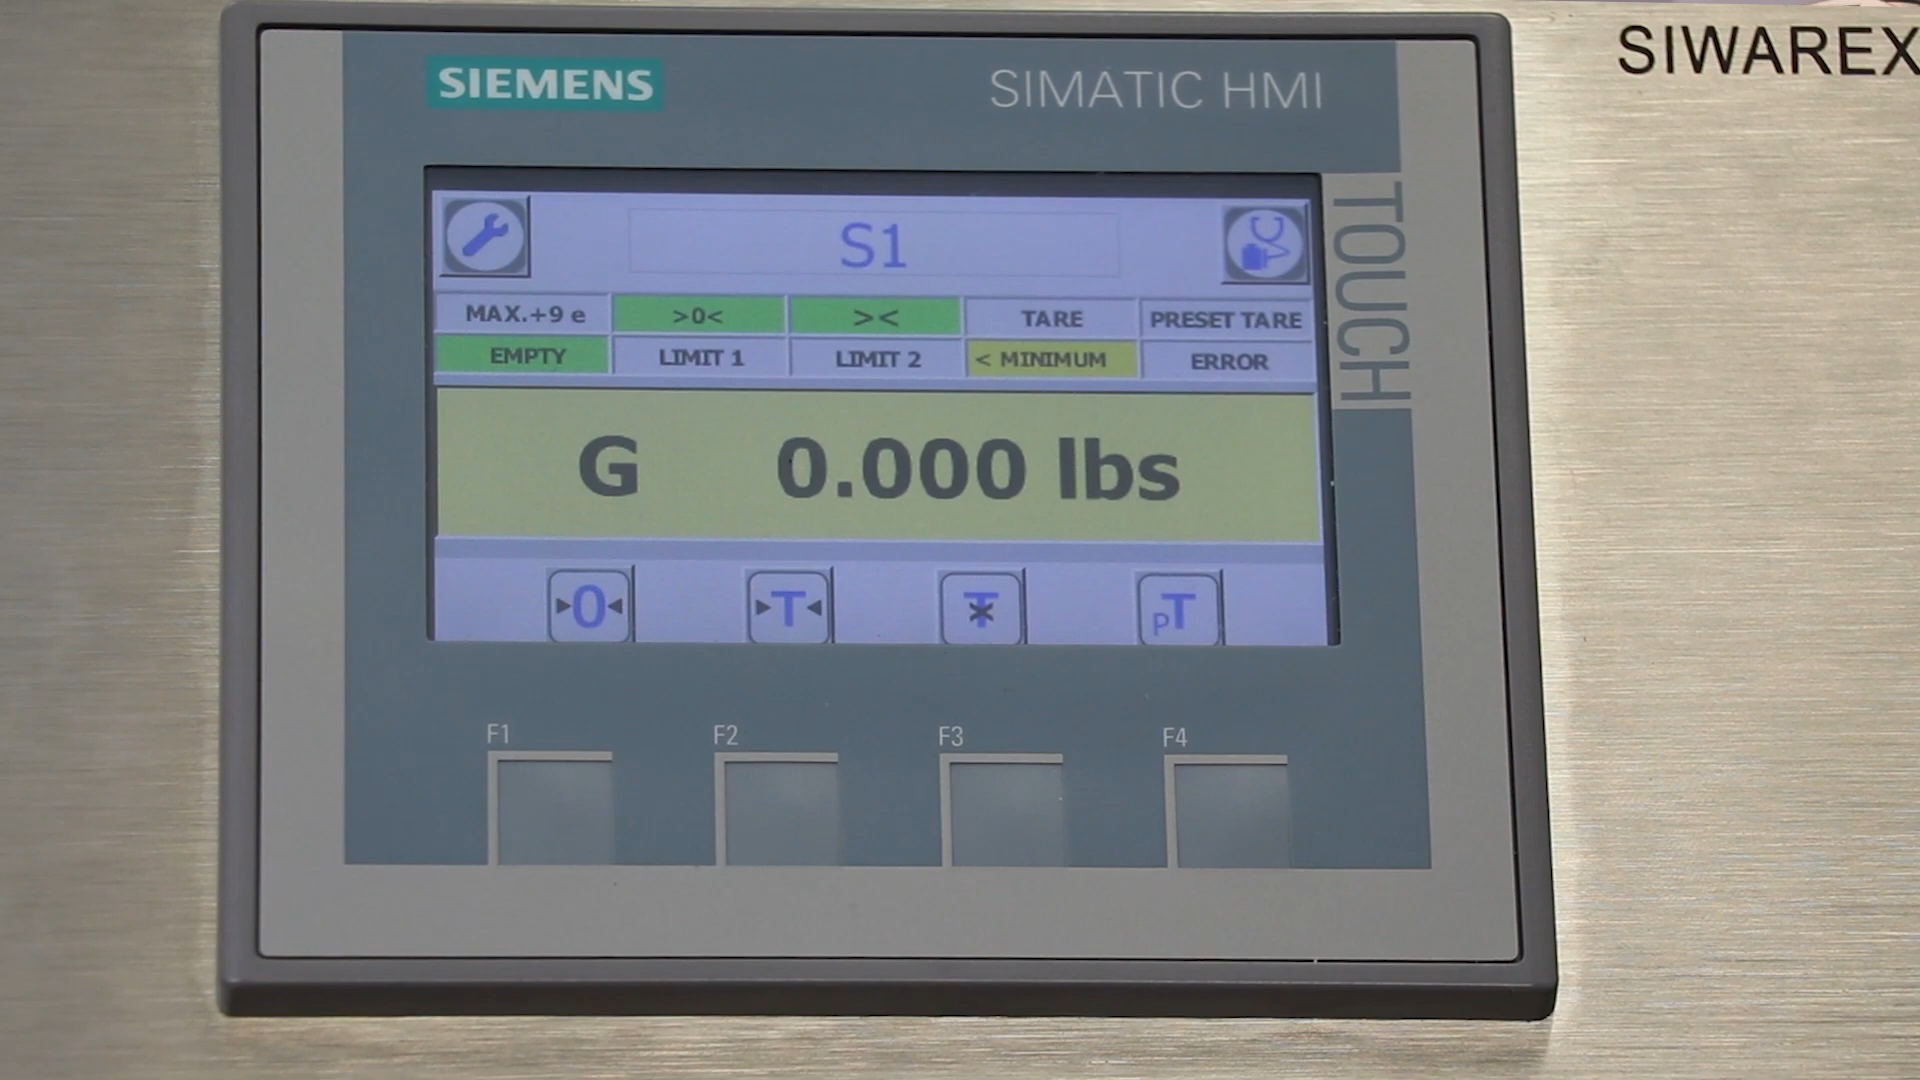 SIWAREX
SIEMENS
SIMATIC HMI
TOUCH
S1
MAX.+9 e >0< >< TARE PRESET TARE
EMPTY LIMIT 1 LIMIT 2 < MINIMUM ERROR
G 0.000 lbs
►0◄ ►T◄ T PT
F1 F2 F3 F4